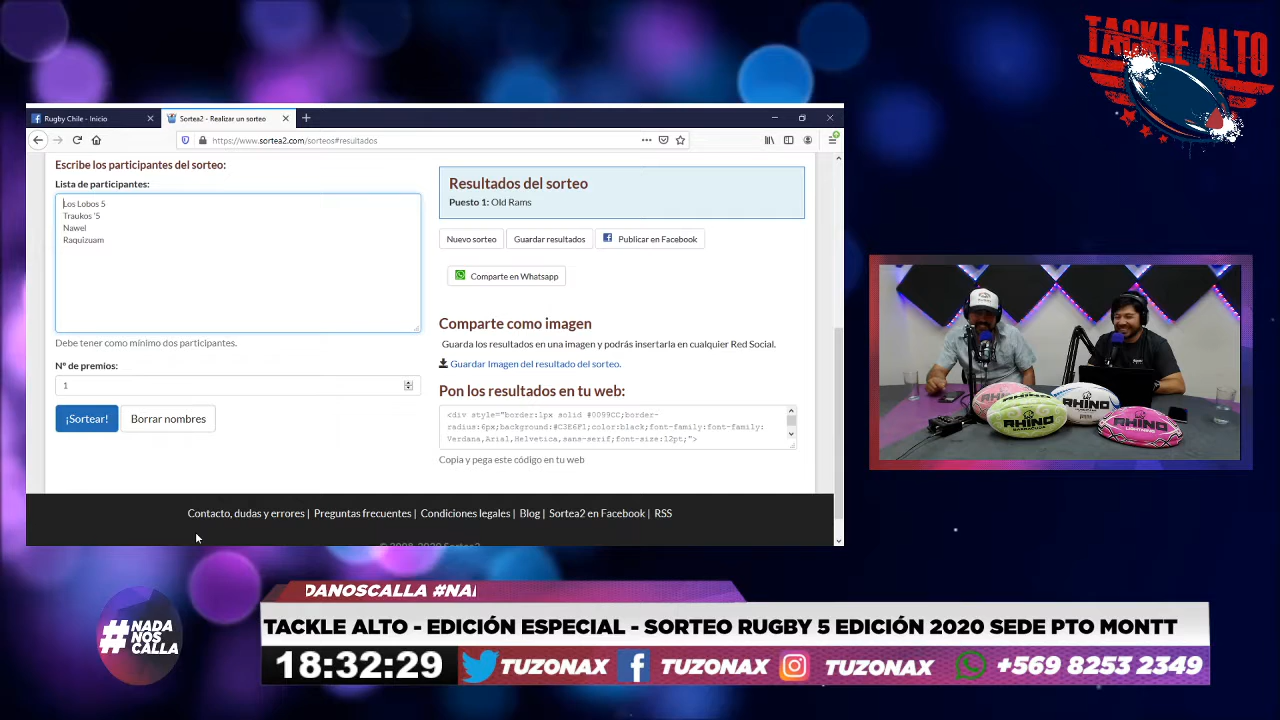 TACKLE ALTO
Rugby Chile - Inicio
Sortea2 - Realizar un sorteo
https://www.sortea2.com/sorteos#resultados
Escribe los participantes del sorteo:
Lista de participantes:
Los Lobos 5
Traukos '5
Nawel
Raquizuam
Debe tener como mínimo dos participantes.
Nº de premios:
1
¡Sortear!
Borrar nombres
Resultados del sorteo
Puesto 1: Old Rams
Nuevo sorteo
Guardar resultados
Publicar en Facebook
Comparte en Whatsapp
Comparte como imagen
Guarda los resultados en una imagen y podrás insertarla en cualquier Red Social.
Guardar Imagen del resultado del sorteo.
Pon los resultados en tu web:
<div style="border:1px solid #0099CC;border-
radius:6px;background:#C3E6F1;color:black;font-family:font-family:
Verdana,Arial,Helvetica,sans-serif;font-size:12pt;">
Copia y pega este código en tu web
Contacto, dudas y errores | Preguntas frecuentes | Condiciones legales | Blog | Sortea2 en Facebook | RSS
© 2008-2020 Sortea2
RHINO
RHINO
RHINO
#NADA
NOS
CALLA
DANOSCALLA #NA
TACKLE ALTO - EDICIÓN ESPECIAL - SORTEO RUGBY 5 EDICIÓN 2020 SEDE PTO MONTT
18:32:29
TUZONAX
TUZONAX
TUZONAX
+569 8253 2349